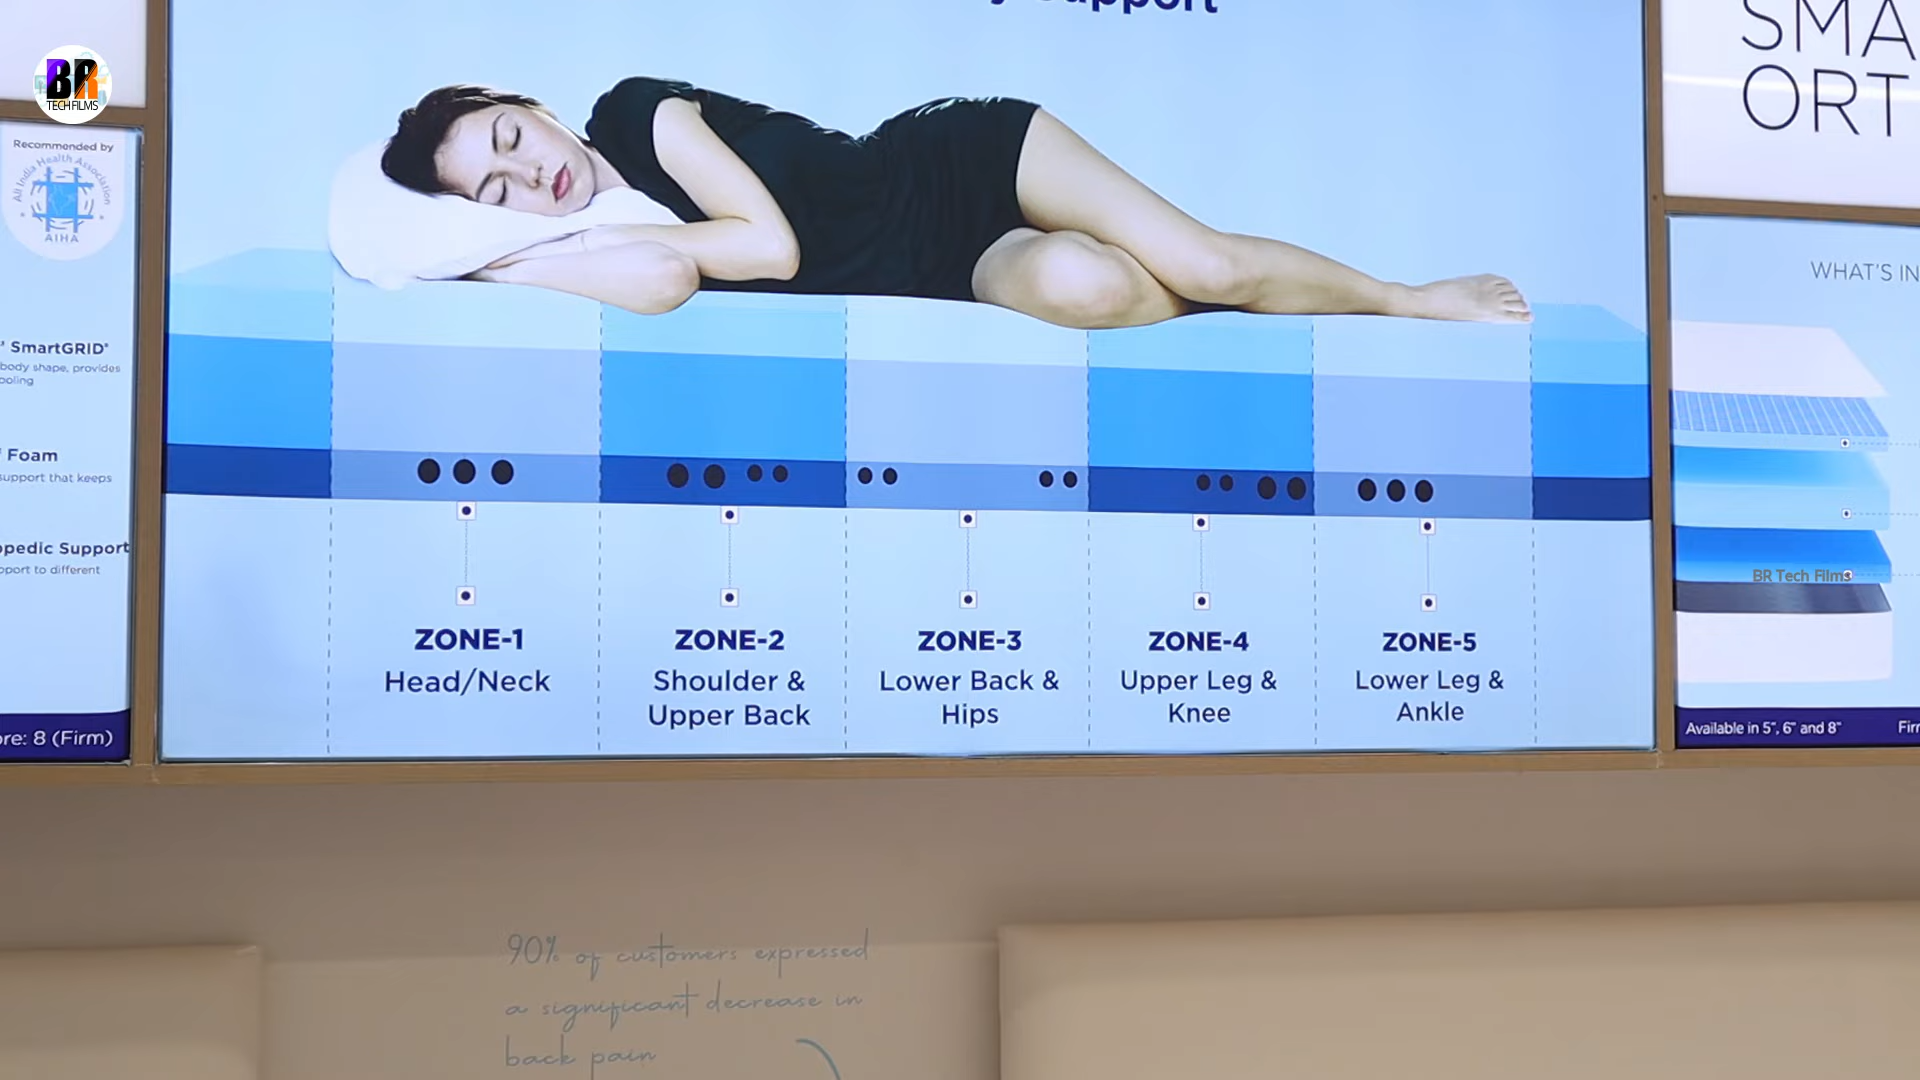 Support
BR
TECH FILMS
Recommended by
All India Health Association
AIHA
SmartGRID®
body shape, provides
Foam
support that keeps
Support
to different
8 (Firm)
ZONE-1
Head/Neck
ZONE-2
Shoulder &
Upper Back
ZONE-3
Lower Back &
Hips
ZONE-4
Upper Leg &
Knee
ZONE-5
Lower Leg &
Ankle
SMA
ORT
WHAT'S IN
BR Tech Films
Available in 5", 6" and 8"
90% of customers expressed
a significant decrease in
back pain